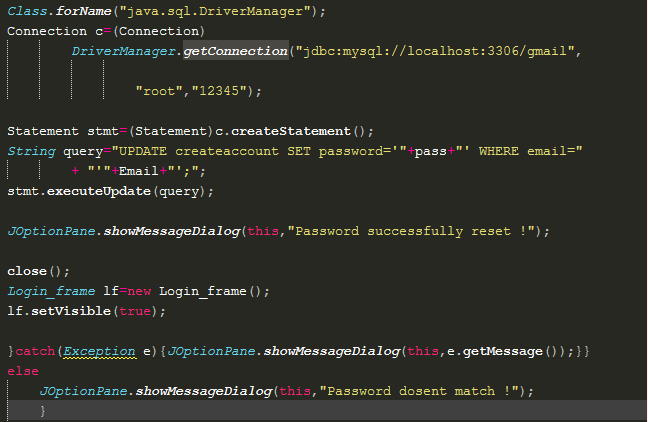 Class.forName("java.sql.DriverManager");
Connection c=(Connection)
DriverManager.getConnection("jdbc:mysql://localhost:3306/gmail",
"root","12345");
Statement stmt=(Statement)c.createStatement();
String query="UPDATE createaccount SET password='"+pass+"' WHERE email="
+ "'"+Email+"';";
stmt.executeUpdate(query);
JOptionPane.showMessageDialog(this,"Password successfully reset !");
close();
Login_frame lf=new Login_frame();
lf.setVisible(true);
}catch(Exception e){JOptionPane.showMessageDialog(this,e.getMessage());}}
else
JOptionPane.showMessageDialog(this,"Password dosent match !");
}